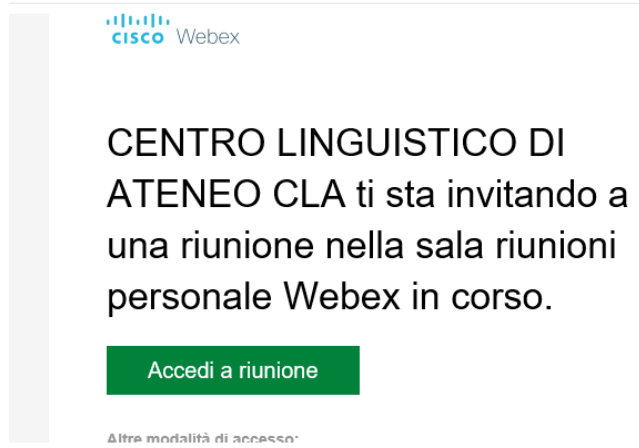 CISCO Webex
CENTRO LINGUISTICO DI
ATENEO CLA ti sta invitando a
una riunione nella sala riunioni
personale Webex in corso.
Accedi a riunione
Altre modalità di accesso: